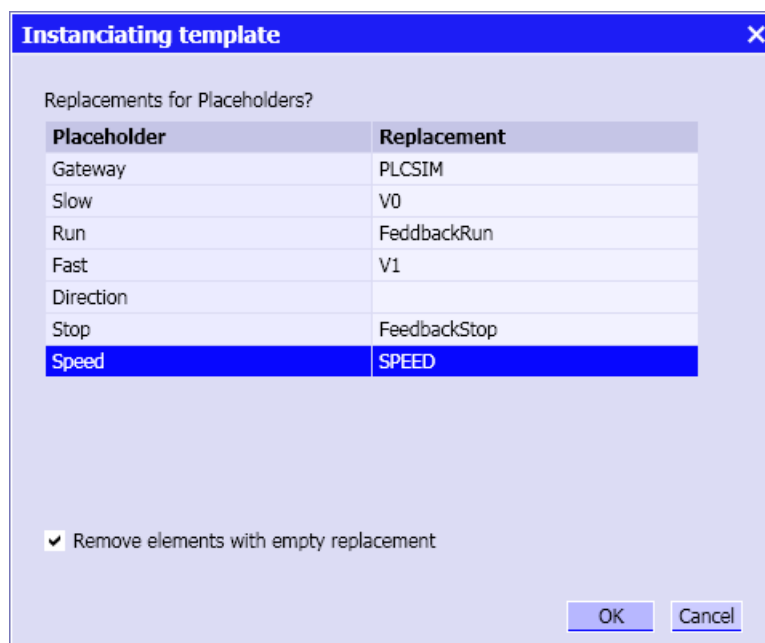 Instanciating template
Replacements for Placeholders?
Placeholder Replacement
Gateway PLCSIM
Slow V0
Run FeddbackRun
Fast V1
Direction
Stop FeedbackStop
Speed SPEED
Remove elements with empty replacement
OK Cancel